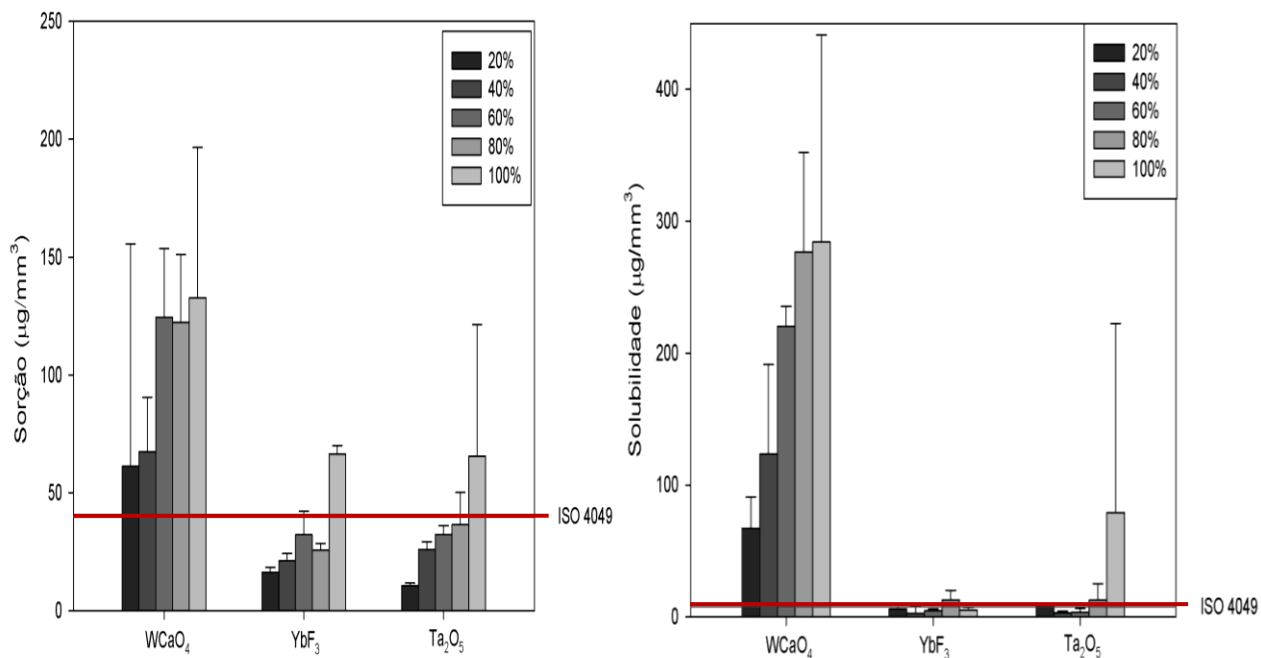 250
200
150
100
50
0
Sorção (µg/mm³)
20%
40%
60%
80%
100%
ISO 4049
WCaO₄
YbF₃
Ta₂O₅
400
300
200
100
0
Solubilidade (µg/mm³)
20%
40%
60%
80%
100%
ISO 4049
WCaO₄
YbF₃
Ta₂O₅